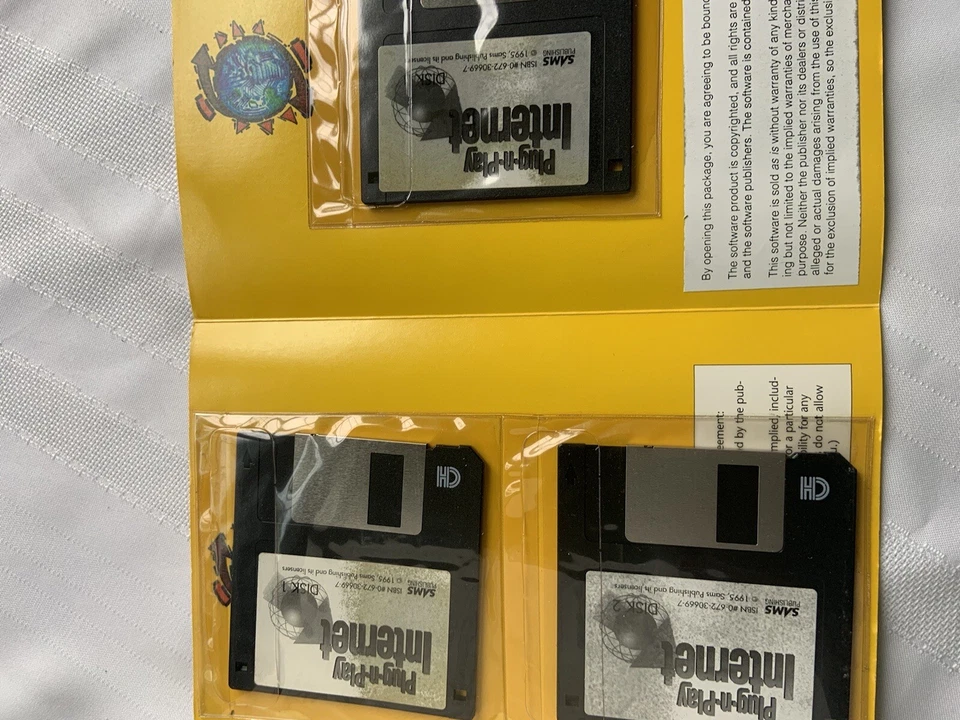 Plug-n-Play
Internet
DISK
SAMS
PUBLISHING
ISBN #0-672-30669-7
© 1995, Sams Publishing and its licensers
By opening this package, you are agreeing to be bound
The software product is copyrighted, and all rights are
and the software publishers. The software is contained
This software is sold as is without warranty of any kind
ing but not limited to the implied warranties of mercha
purpose. Neither the publisher nor its dealers or distri
alleged or actual damages arising from the use of this
for the exclusion of implied warranties, so the exclusi
eement:
d by the pub-
mplied, includ-
or a particular
bility for any
do not allow
u.)
HD
Plug-n-Play
Internet
DISK 1
SAMS
PUBLISHING
ISBN #0-672-30669-7
© 1995, Sams Publishing and its licensers
HD
Plug-n-Play
Internet
DISK 2
SAMS
PUBLISHING
ISBN #0-672-30669-7
© 1995, Sams Publishing and its licensers